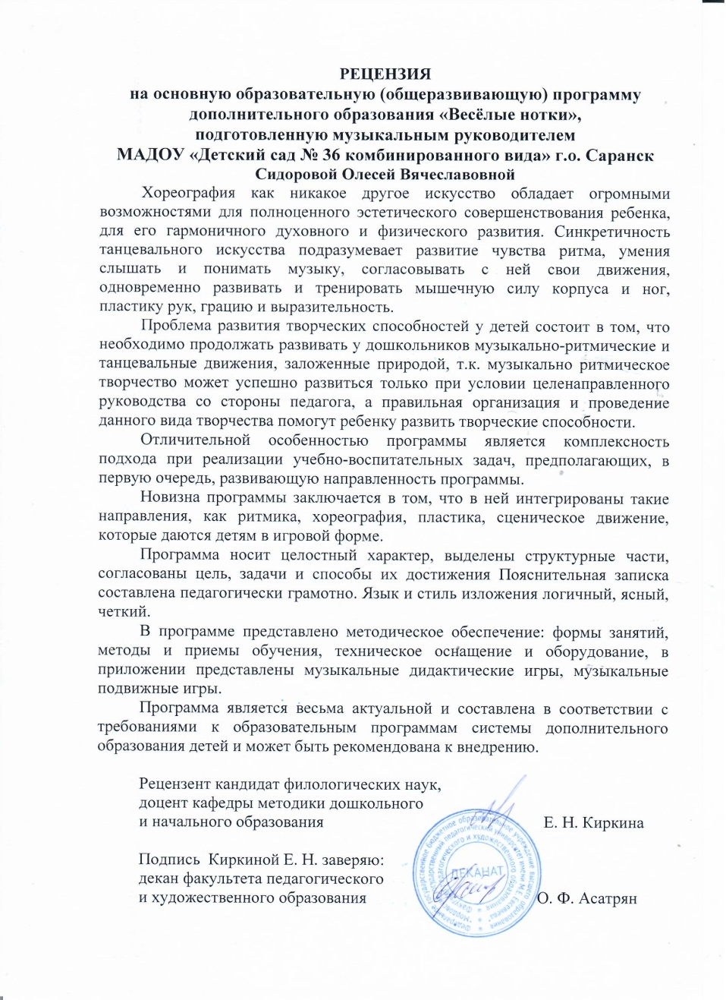 РЕЦЕНЗИЯ
на основную образовательную (общеразвивающую) программу
дополнительного образования «Весёлые нотки»,
подготовленную музыкальным руководителем
МАДОУ «Детский сад № 36 комбинированного вида» г.о. Саранск
Сидоровой Олесей Вячеславовной
Хореография как никакое другое искусство обладает огромными
возможностями для полноценного эстетического совершенствования ребенка,
для его гармоничного духовного и физического развития. Синкретичность
танцевального искусства подразумевает развитие чувства ритма, умения
слышать и понимать музыку, согласовывать с ней свои движения,
одновременно развивать и тренировать мышечную силу корпуса и ног,
пластику рук, грацию и выразительность.
Проблема развития творческих способностей у детей состоит в том, что
необходимо продолжать развивать у дошкольников музыкально-ритмические и
танцевальные движения, заложенные природой, т.к. музыкально ритмическое
творчество может успешно развиться только при условии целенаправленного
руководства со стороны педагога, а правильная организация и проведение
данного вида творчества помогут ребенку развить творческие способности.
Отличительной особенностью программы является комплексность
подхода при реализации учебно-воспитательных задач, предполагающих, в
первую очередь, развивающую направленность программы.
Новизна программы заключается в том, что в ней интегрированы такие
направления, как ритмика, хореография, пластика, сценическое движение,
которые даются детям в игровой форме.
Программа носит целостный характер, выделены структурные части,
согласованы цель, задачи и способы их достижения Пояснительная записка
составлена педагогически грамотно. Язык и стиль изложения логичный, ясный,
четкий.
В программе представлено методическое обеспечение: формы занятий,
методы и приемы обучения, техническое оснащение и оборудование, в
приложении представлены музыкальные дидактические игры, музыкальные
подвижные игры.
Программа является весьма актуальной и составлена в соответствии с
требованиями к образовательным программам системы дополнительного
образования детей и может быть рекомендована к внедрению.
Рецензент кандидат филологических наук,
доцент кафедры методики дошкольного
и начального образования Е. Н. Киркина
Подпись Киркиной Е. Н. заверяю:
декан факультета педагогического
и художественного образования О. Ф. Асатрян
ДЕКАНАТ